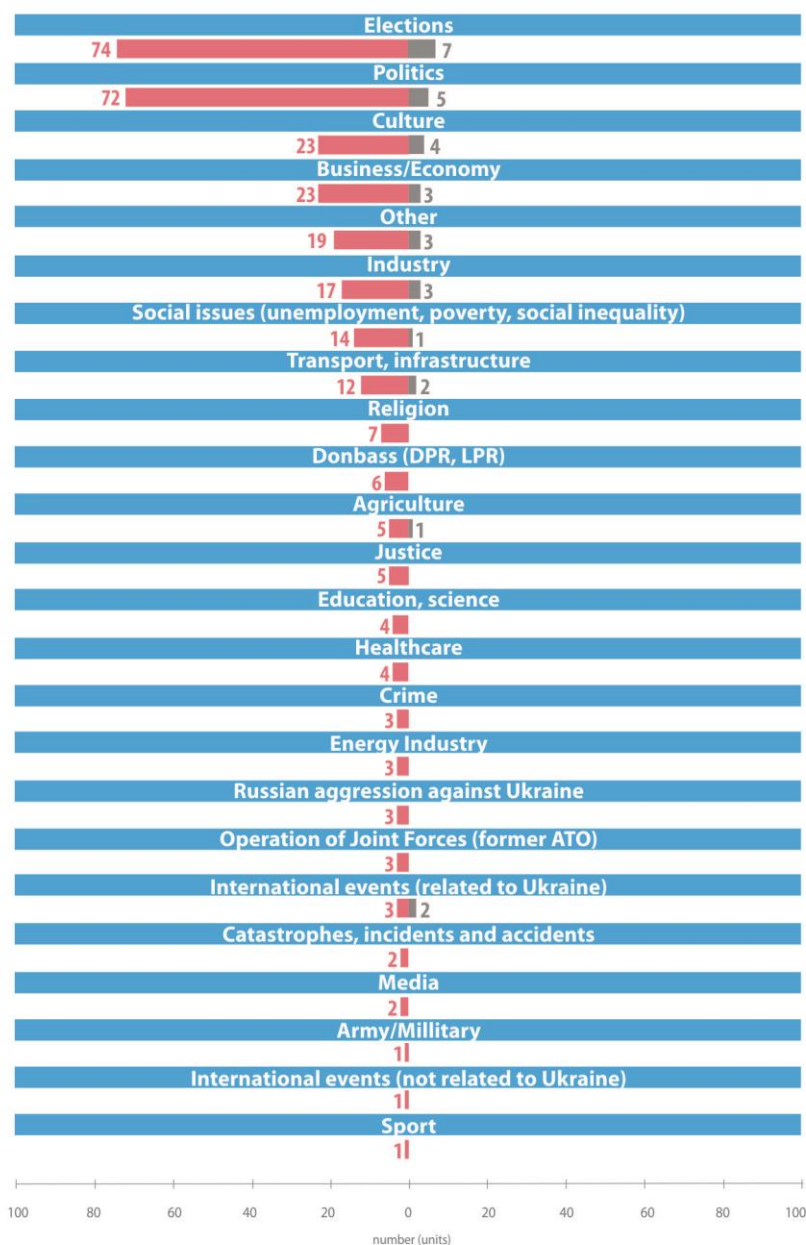 Elections
74 7
Politics
72 5
Culture
23 4
Business/Economy
23 3
Other
19 3
Industry
17 3
Social issues (unemployment, poverty, social inequality)
14 1
Transport, infrastructure
12 2
Religion
7
Donbass (DPR, LPR)
6
Agriculture
5 1
Justice
5
Education, science
4
Healthcare
4
Crime
3
Energy Industry
3
Russian aggression against Ukraine
3
Operation of Joint Forces (former ATO)
3
International events (related to Ukraine)
3 2
Catastrophes, incidents and accidents
2
Media
2
Army/Millitary
1
International events (not related to Ukraine)
1
Sport
1
100 80 60 40 20 0 20 40 60 80 100
number (units)